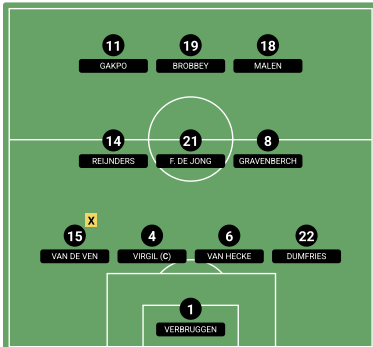 11 19 18
GAKPO BROBBEY MALEN
14 21 8
REIJNDERS F. DE JONG GRAVENBERCH
X
15 4 6 22
VAN DE VEN VIRGIL (C) VAN HECKE DUMFRIES
1
VERBRUGGEN